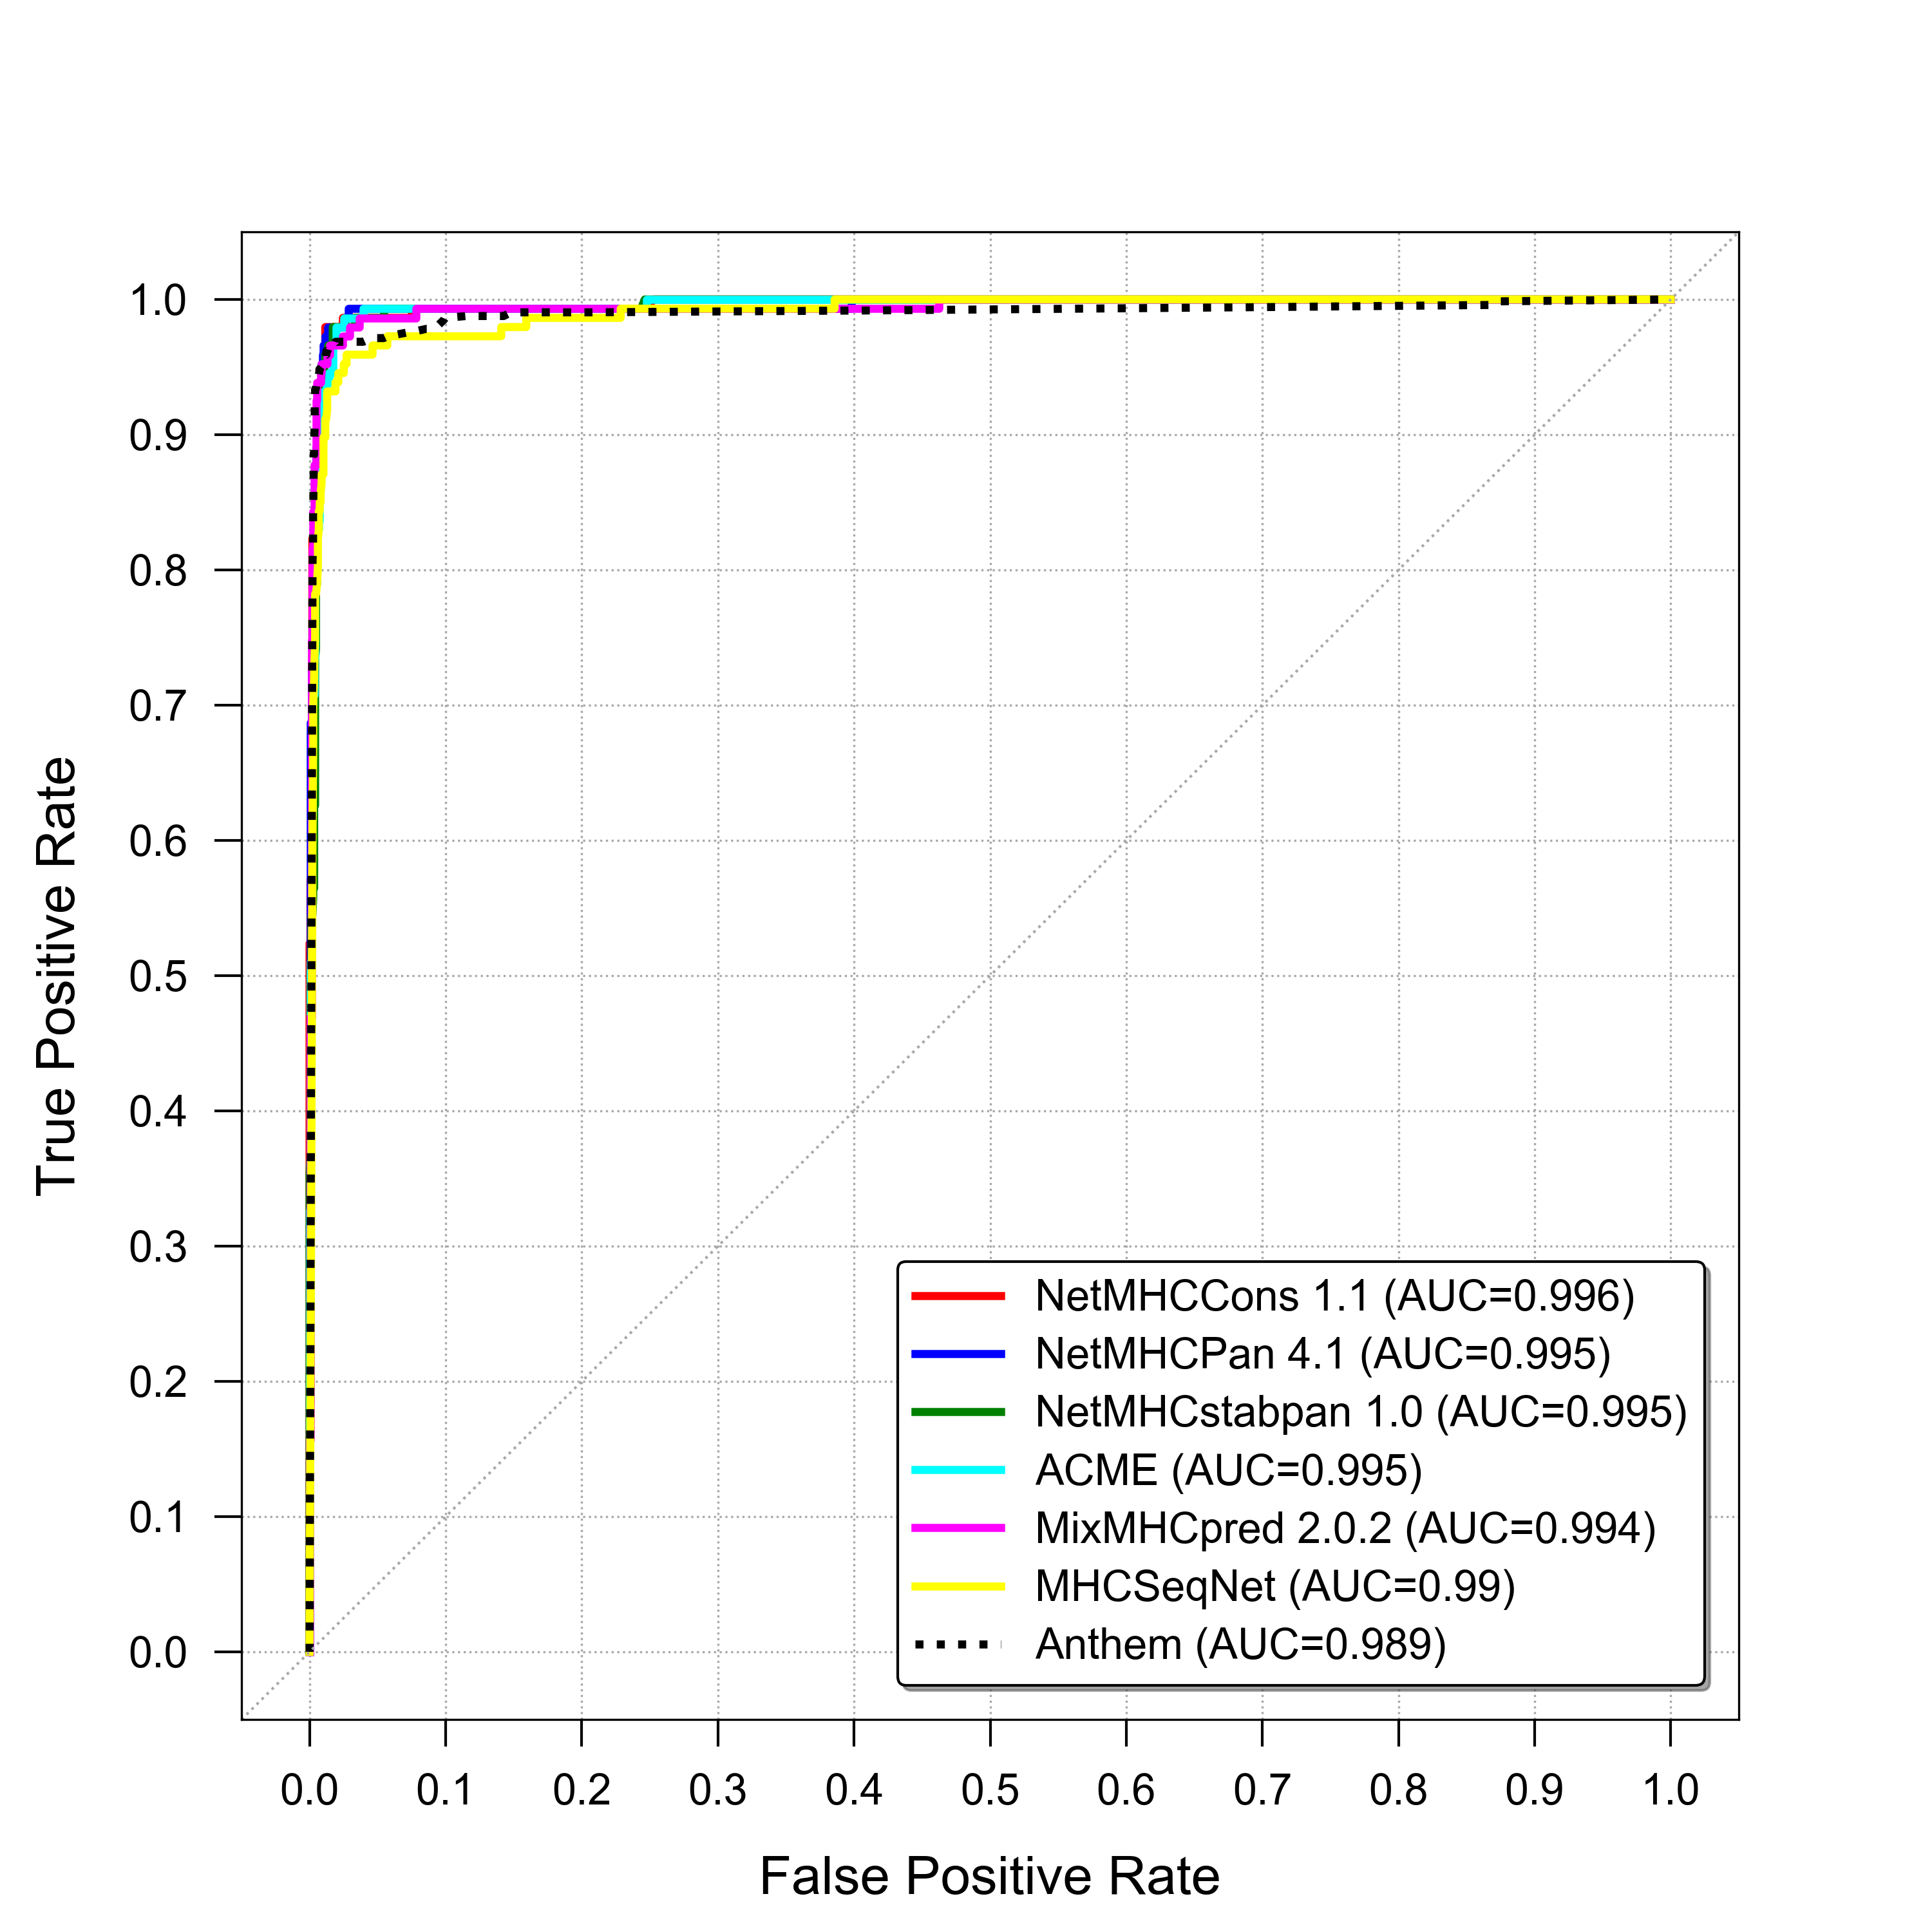 1.0
0.9
0.8
0.7
0.6
0.5
0.4
0.3
0.2
0.1
0.0
True Positive Rate
NetMHCCons 1.1 (AUC=0.996)
NetMHCPan 4.1 (AUC=0.995)
NetMHCstabpan 1.0 (AUC=0.995)
ACME (AUC=0.995)
MixMHCpred 2.0.2 (AUC=0.994)
MHCSeqNet (AUC=0.99)
Anthem (AUC=0.989)
0.0 0.1 0.2 0.3 0.4 0.5 0.6 0.7 0.8 0.9 1.0
False Positive Rate